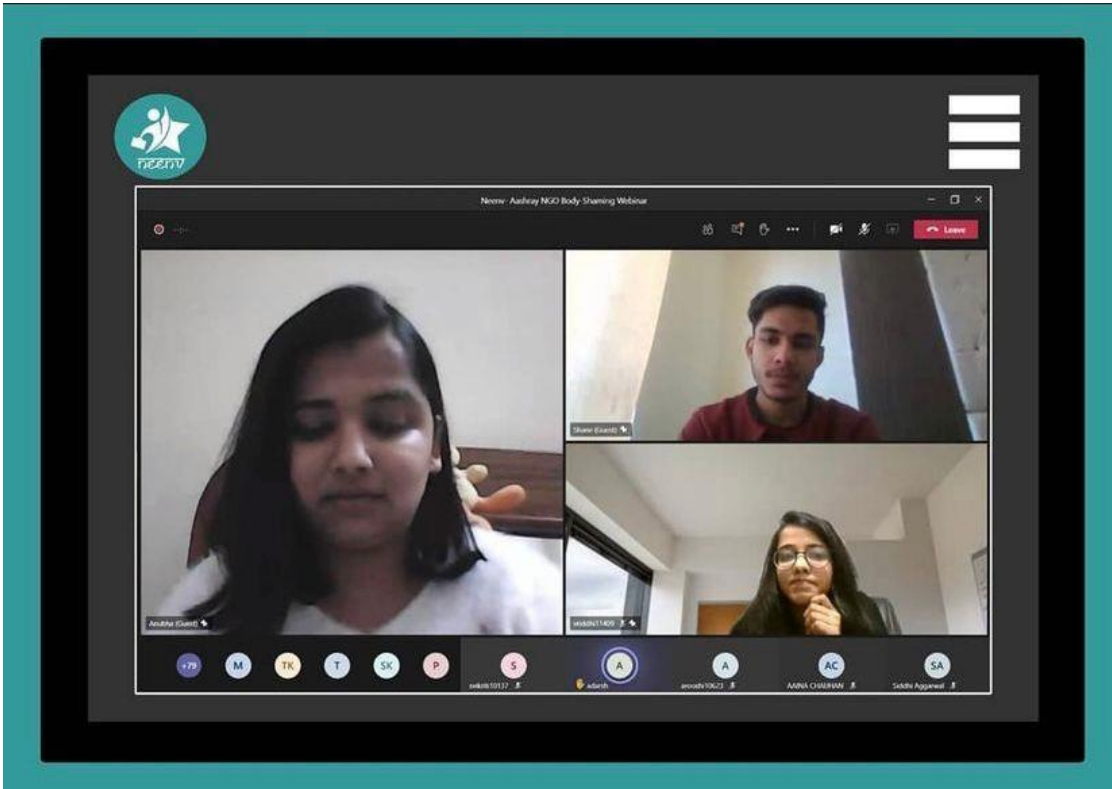 neenv
Neenv- Aashray NGO Body-Shaming Webinar
Leave
Shane (Guest)
Anubha (Guest)
vriddhi11409
+79
M
TK
T
SK
P
S
A
A
AC
SA
adarsh
AAINA CHAUHAN
Siddhi Aggarwal